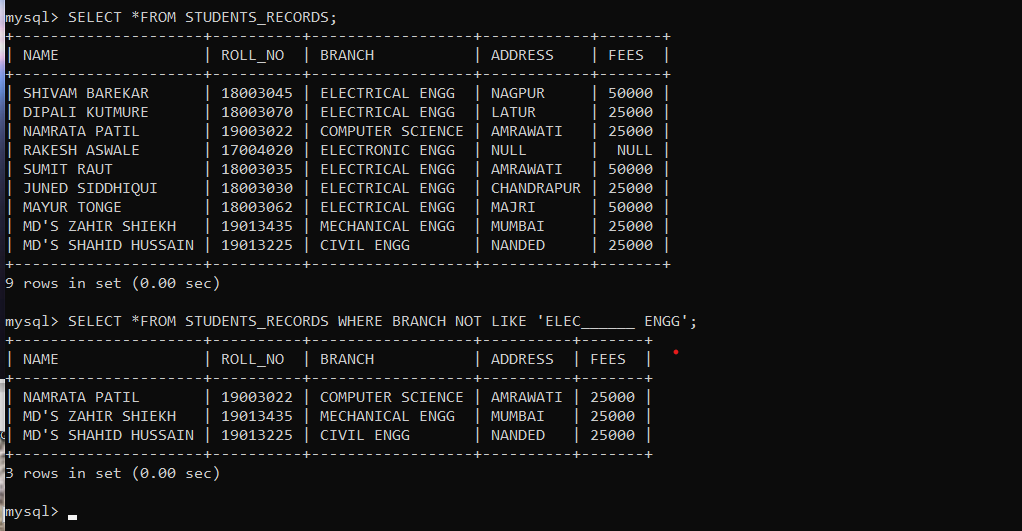 mysql> SELECT *FROM STUDENTS_RECORDS;
+---------------------+----------+------------------+------------+-------+
| NAME                | ROLL_NO  | BRANCH           | ADDRESS    | FEES  |
+---------------------+----------+------------------+------------+-------+
| SHIVAM BAREKAR      | 18003045 | ELECTRICAL ENGG  | NAGPUR     | 50000 |
| DIPALI KUTMURE      | 18003070 | ELECTRICAL ENGG  | LATUR      | 25000 |
| NAMRATA PATIL       | 19003022 | COMPUTER SCIENCE | AMRAWATI   | 25000 |
| RAKESH ASWALE       | 17004020 | ELECTRONIC ENGG  | NULL       |  NULL |
| SUMIT RAUT          | 18003035 | ELECTRICAL ENGG  | AMRAWATI   | 50000 |
| JUNED SIDDHIQUI     | 18003030 | ELECTRICAL ENGG  | CHANDRAPUR | 25000 |
| MAYUR TONGE         | 18003062 | ELECTRICAL ENGG  | MAJRI      | 50000 |
| MD'S ZAHIR SHIEKH   | 19013435 | MECHANICAL ENGG  | MUMBAI     | 25000 |
| MD'S SHAHID HUSSAIN | 19013225 | CIVIL ENGG       | NANDED     | 25000 |
+---------------------+----------+------------------+------------+-------+
9 rows in set (0.00 sec)
mysql> SELECT *FROM STUDENTS_RECORDS WHERE BRANCH NOT LIKE 'ELEC______ ENGG';
+---------------------+----------+------------------+----------+-------+
| NAME                | ROLL_NO  | BRANCH           | ADDRESS  | FEES  |
+---------------------+----------+------------------+----------+-------+
| NAMRATA PATIL       | 19003022 | COMPUTER SCIENCE | AMRAWATI | 25000 |
| MD'S ZAHIR SHIEKH   | 19013435 | MECHANICAL ENGG  | MUMBAI   | 25000 |
| MD'S SHAHID HUSSAIN | 19013225 | CIVIL ENGG       | NANDED   | 25000 |
+---------------------+----------+------------------+----------+-------+
3 rows in set (0.00 sec)
mysql> _